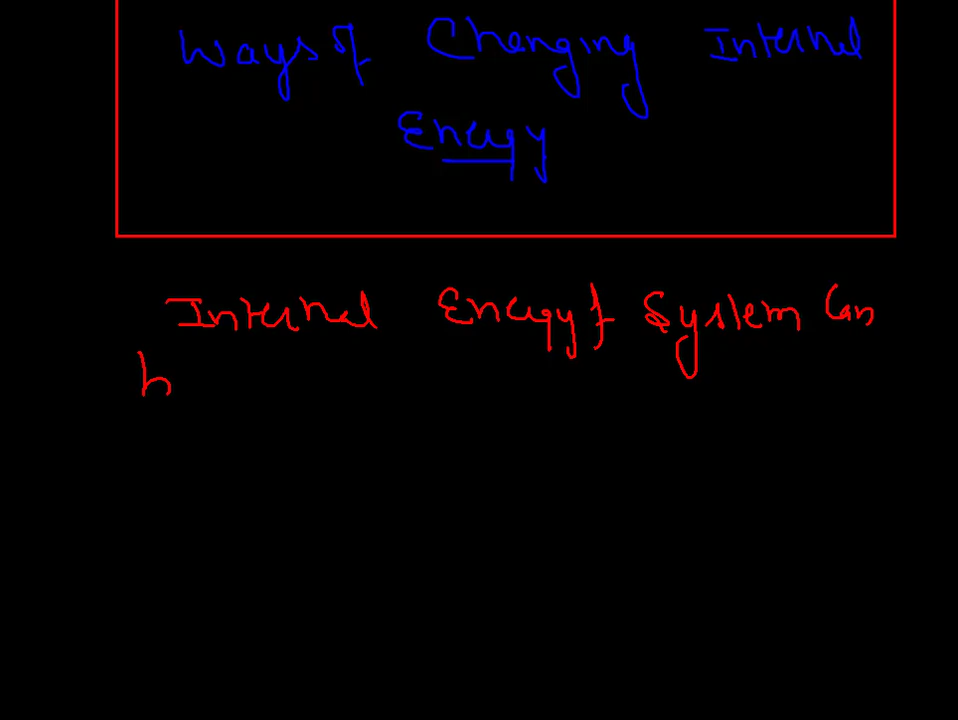 Ways of Changing Internal
Energy
Internal Energy of System Can
b